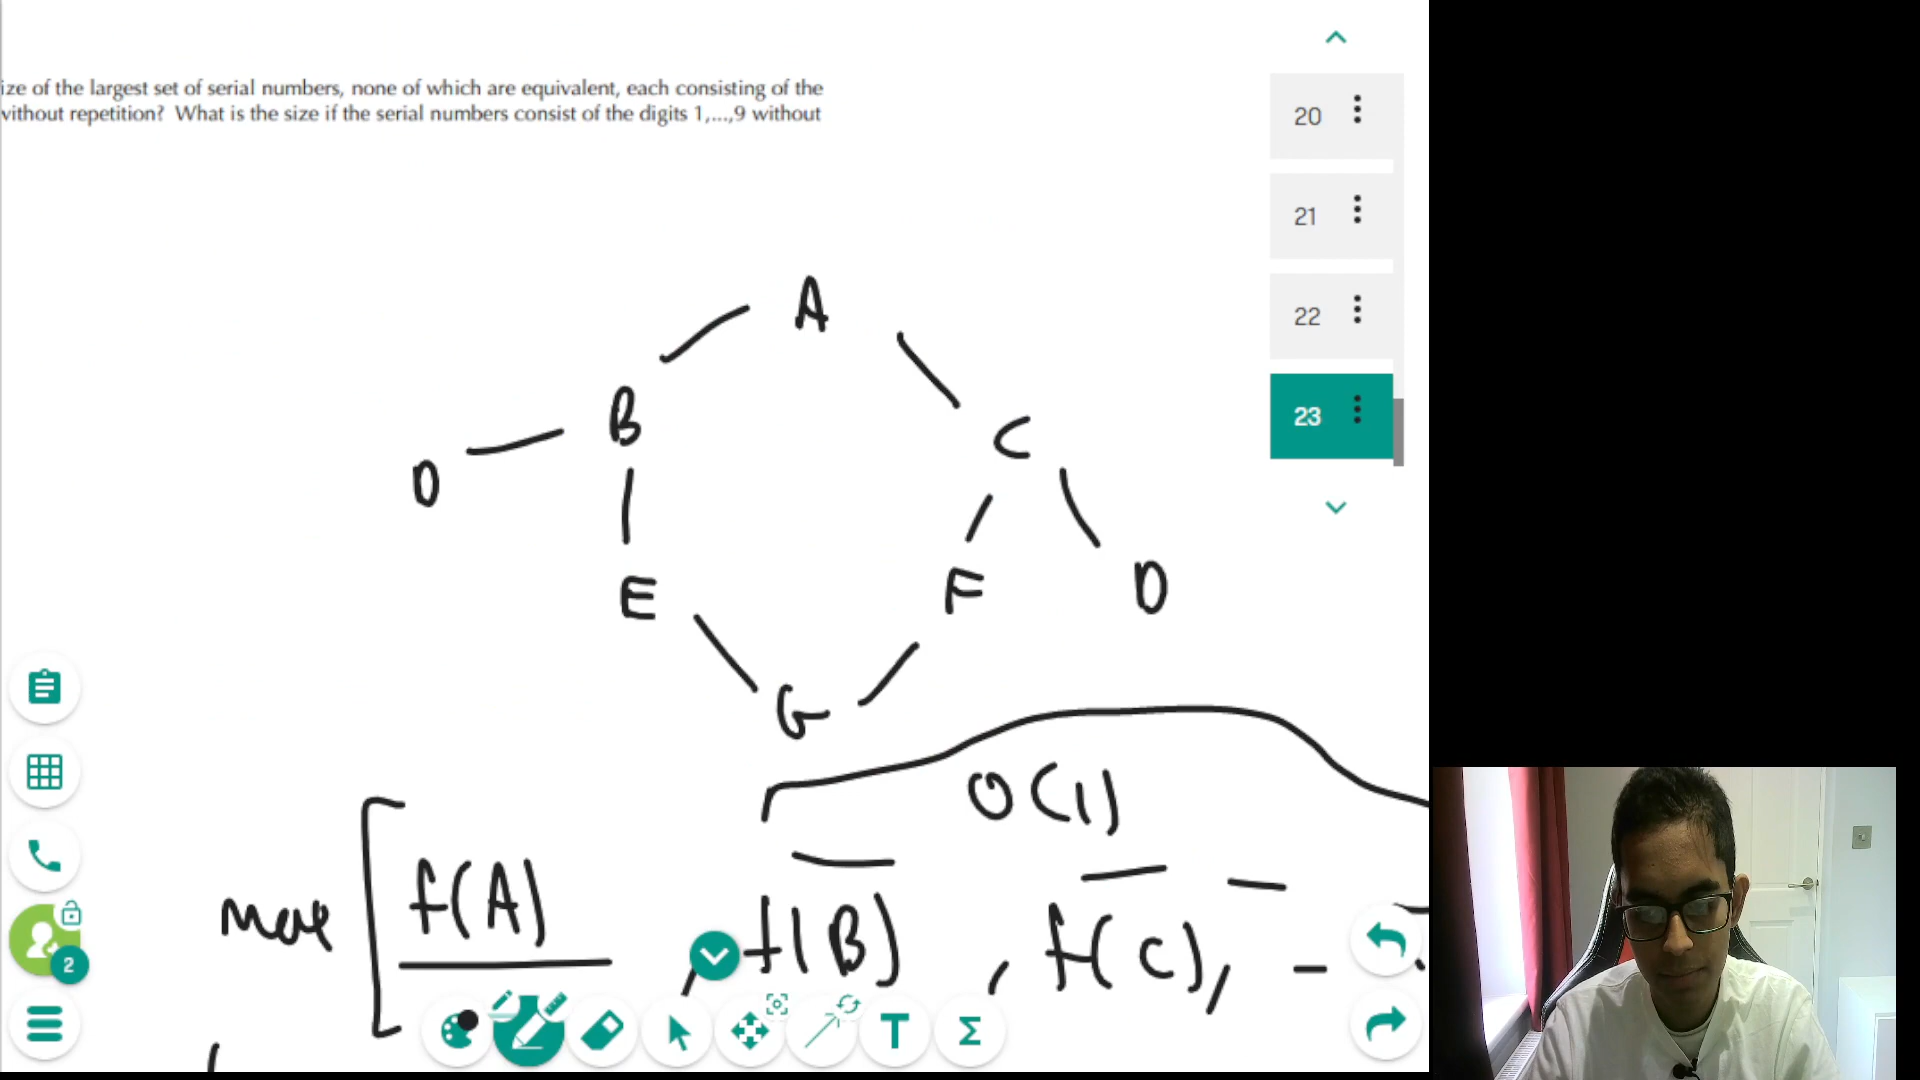 ize of the largest set of serial numbers, none of which are equivalent, each consisting of the
vithout repetition? What is the size if the serial numbers consist of the digits 1,...,9 without
20
21
22
23
A
B
C
D
E
F
D
G
O(1)
max [ f(A) , f(B) , f(C), - .
(
2
T
Σ